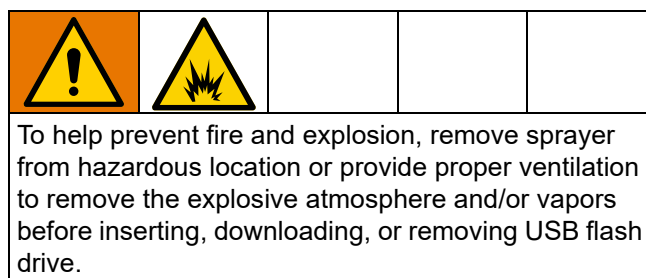 To help prevent fire and explosion, remove sprayer
from hazardous location or provide proper ventilation
to remove the explosive atmosphere and/or vapors
before inserting, downloading, or removing USB flash
drive.